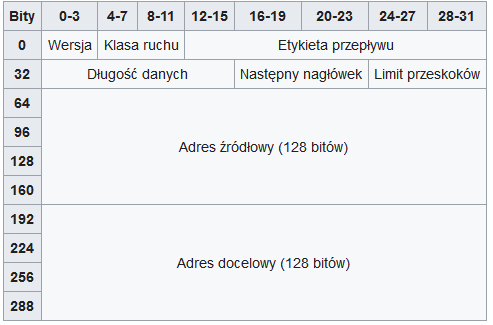 Bity 0-3 4-7 8-11 12-15 16-19 20-23 24-27 28-31
0 Wersja Klasa ruchu Etykieta przepływu
32 Długość danych Następny nagłówek Limit przeskoków
64
96
Adres źródłowy (128 bitów)
128
160
192
224
Adres docelowy (128 bitów)
256
288